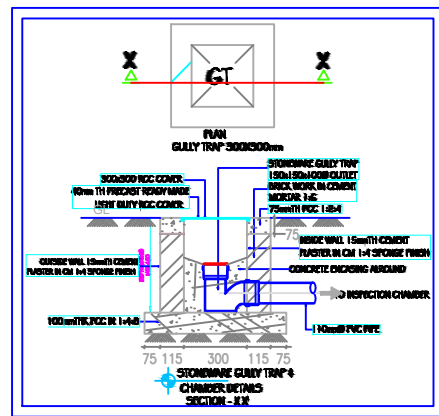 X
X
GT
PLAN
GULLY TRAP 300X300mm
STONEWARE GULLY TRAP
150x150x100Ø OUTLET
300x300 RCC COVER
BRICK WORK IN CEMENT
MORTAR 1:6
40mm TH PRECAST READY MADE
LIGHT DUTY RCC COVER
75mmTH PCC 1:2:4
GL
75
INSIDE WALL 15mmTH CEMENT
PLASTER IN CM 1:4 SPONGE FINISH
OUTSIDE WALL 15mmTH CEMENT
PLASTER IN CM 1:4 SPONGE FINISH
CONCRETE ENCASING AROUND
TO INSPECTION CHAMBER
100mmTH.PCC IN 1:4:8
110mmØ PVC PIPE
75 115 300 115 75
STONEWARE GULLY TRAP &
CHAMBER DETAILS
SECTION - XX